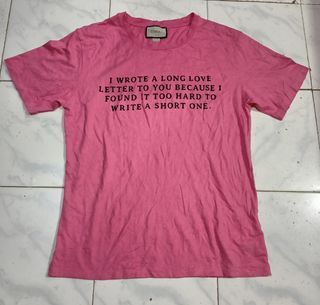 I WROTE A LONG LOVE
LETTER TO YOU BECAUSE I
FOUND IT TOO HARD TO
WRITE A SHORT ONE.